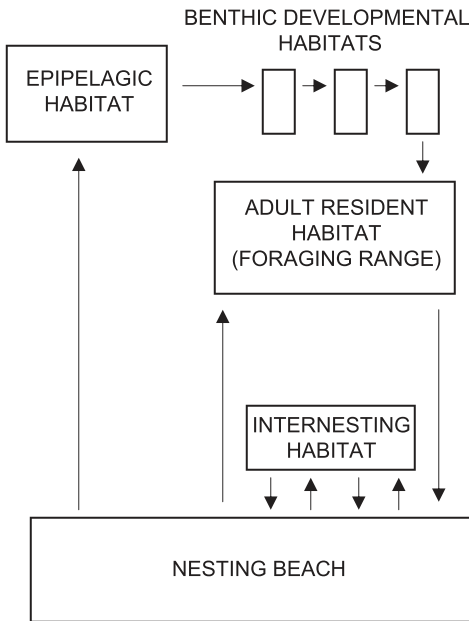 BENTHIC DEVELOPMENTAL
HABITATS
EPIPELAGIC
HABITAT
ADULT RESIDENT
HABITAT
(FORAGING RANGE)
INTERNESTING
HABITAT
NESTING BEACH